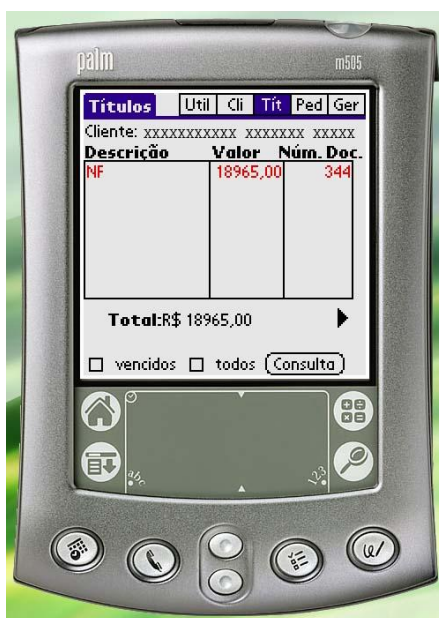 palm m505
Títulos Util Cli Tít Ped Ger
Cliente: xxxxxxxxxxx xxxxxxx xxxxx
Descrição Valor Núm. Doc.
NF 18965,00 344
Total:R$ 18965,00
vencidos todos Consulta
abc 123